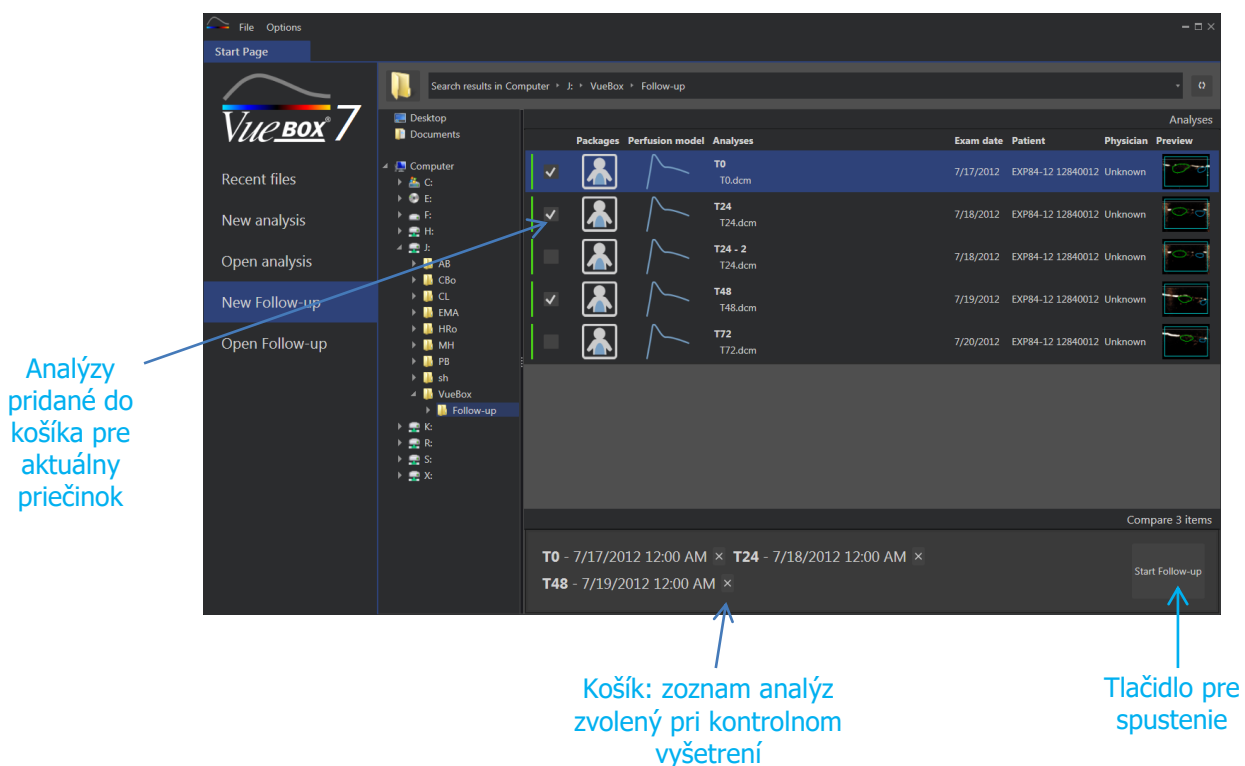 File Options
Start Page
VueBOX® 7
Recent files
New analysis
Open analysis
New Follow-up
Open Follow-up
Search results in Computer J: VueBox Follow-up
Desktop
Documents
Computer
C:
E:
F:
H:
J:
AB
CBo
CL
EMA
HRo
MH
PB
sh
VueBox
Follow-up
K:
R:
S:
X:
Analyses
Packages Perfusion model Analyses Exam date Patient Physician Preview
T0
T0.dcm
7/17/2012 EXP84-12 12840012 Unknown
T24
T24.dcm
7/18/2012 EXP84-12 12840012 Unknown
T24 - 2
T24.dcm
7/18/2012 EXP84-12 12840012 Unknown
T48
T48.dcm
7/19/2012 EXP84-12 12840012 Unknown
T72
T72.dcm
7/20/2012 EXP84-12 12840012 Unknown
Compare 3 items
T0 - 7/17/2012 12:00 AM × T24 - 7/18/2012 12:00 AM ×
T48 - 7/19/2012 12:00 AM ×
Start Follow-up
Analýzy
pridané do
košíka pre
aktuálny
priečinok
Košík: zoznam analýz
zvolený pri kontrolnom
vyšetrení
Tlačidlo pre
spustenie